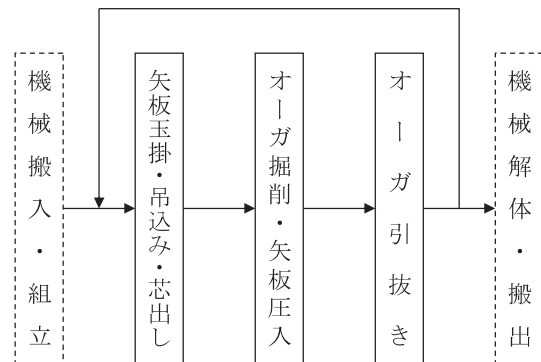 機械搬入・組立
矢板玉掛・吊込み・芯出し
オーガ掘削・矢板圧入
オーガ引抜き
機械解体・搬出